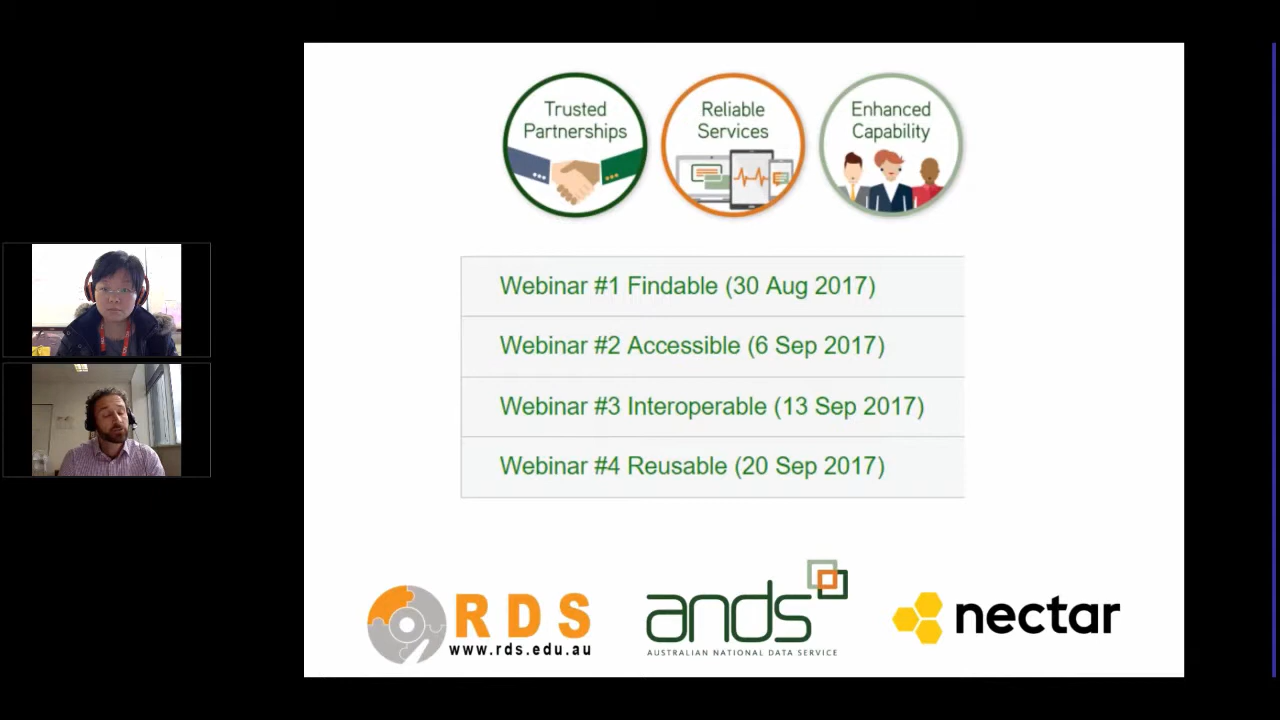 Trusted
Partnerships
Reliable
Services
Enhanced
Capability
Webinar #1 Findable (30 Aug 2017)
Webinar #2 Accessible (6 Sep 2017)
Webinar #3 Interoperable (13 Sep 2017)
Webinar #4 Reusable (20 Sep 2017)
RDS
www.rds.edu.au
ands
AUSTRALIAN NATIONAL DATA SERVICE
nectar